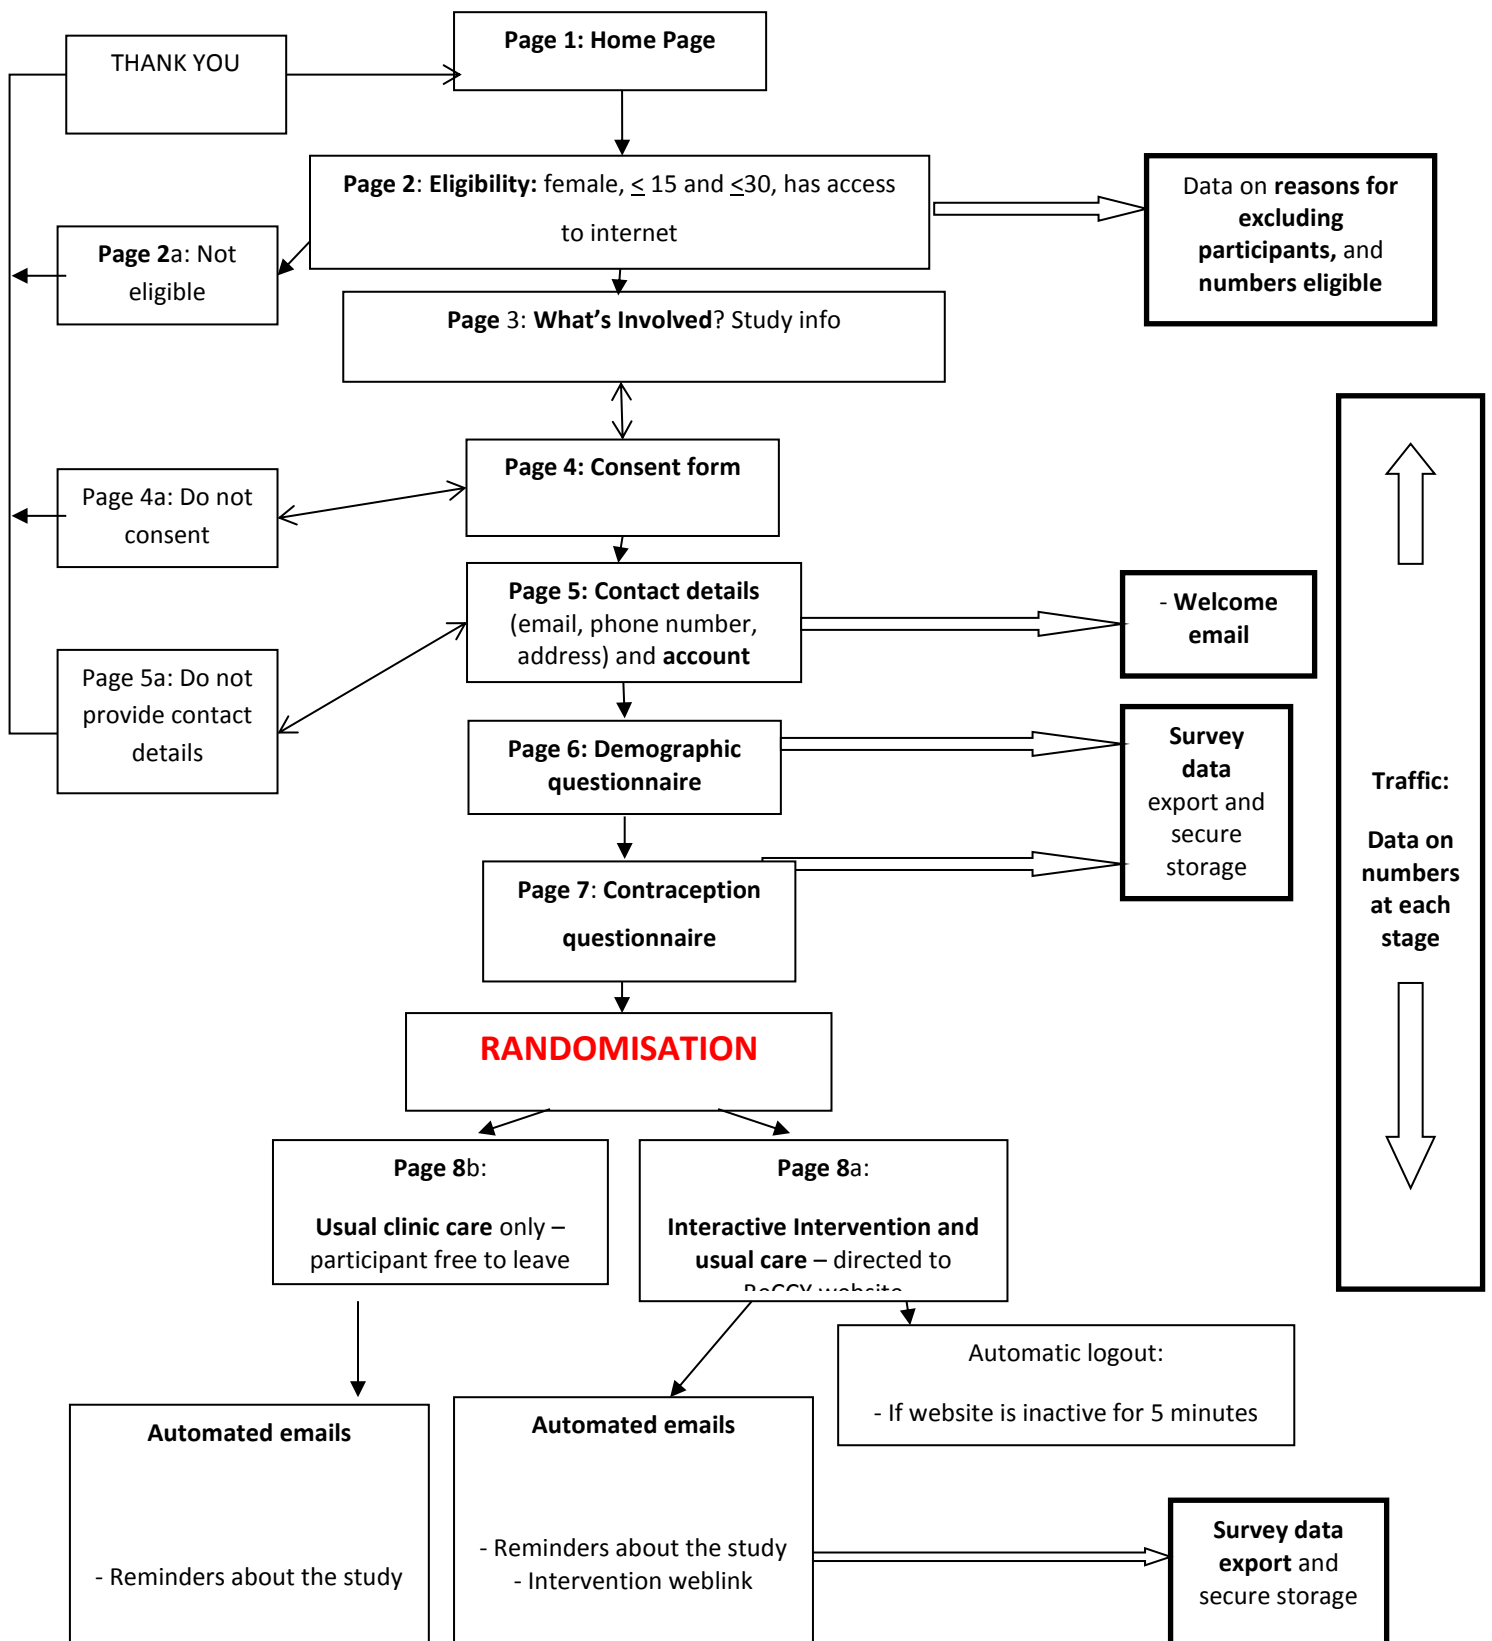 THANK YOU
Page 1: Home Page
Page 2: Eligibility: female, < 15 and <30, has access
to internet
Data on reasons for
excluding
participants, and
numbers eligible
Page 2a: Not
eligible
Page 3: What's Involved? Study info
Page 4: Consent form
Page 4a: Do not
consent
Page 5: Contact details
(email, phone number,
address) and account
- Welcome
email
Page 5a: Do not
provide contact
details
Page 6: Demographic
questionnaire
Survey
data
export and
secure
storage
Traffic:
Data on
numbers
at each
stage
Page 7: Contraception
questionnaire
RANDOMISATION
Page 8b:
Usual clinic care only –
participant free to leave
Page 8a:
Interactive Intervention and
usual care – directed to
website
Automatic logout:
- If website is inactive for 5 minutes
Automated emails
- Reminders about the study
Automated emails
- Reminders about the study
- Intervention weblink
Survey data
export and
secure storage